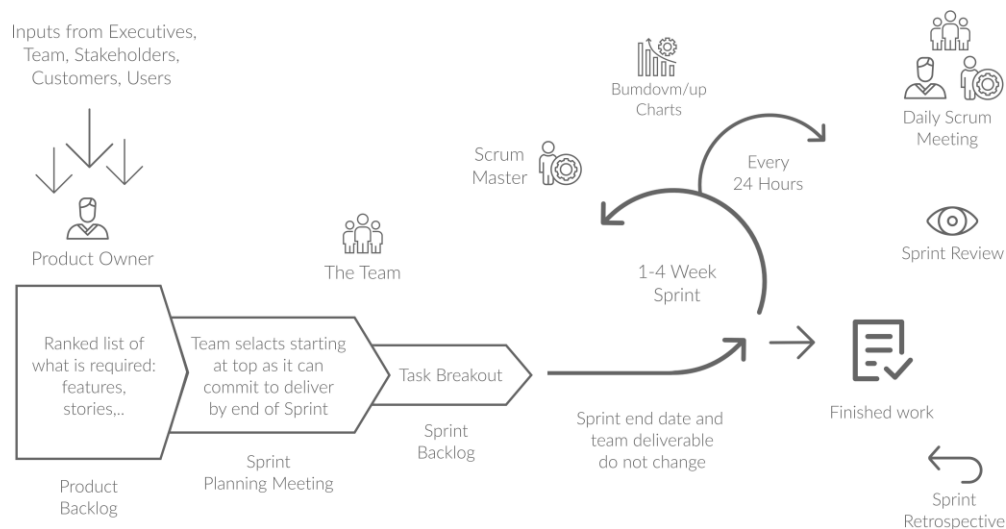 Inputs from Executives,
Team, Stakeholders,
Customers, Users
Product Owner
Ranked list of
what is required:
features,
stories,..
Product
Backlog
The Team
Team selacts starting
at top as it can
commit to deliver
by end of Sprint
Sprint
Planning Meeting
Task Breakout
Sprint
Backlog
Scrum
Master
Bumdovm/up
Charts
Every
24 Hours
1-4 Week
Sprint
Sprint end date and
team deliverable
do not change
Daily Scrum
Meeting
Sprint Review
Finished work
Sprint
Retrospective